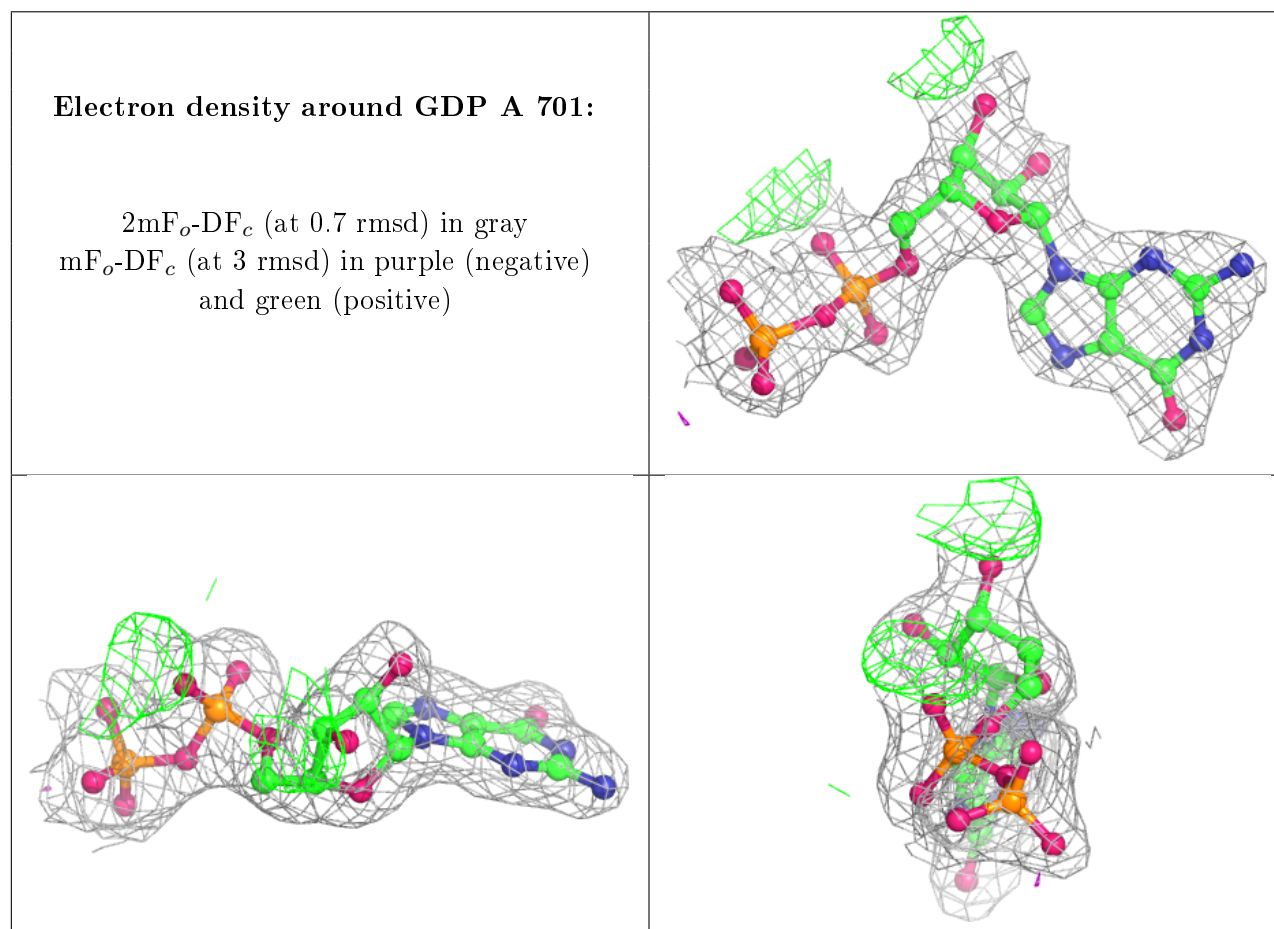 Electron density around GDP A 701:
2mFo-DFc (at 0.7 rmsd) in gray
mFo-DFc (at 3 rmsd) in purple (negative)
and green (positive)